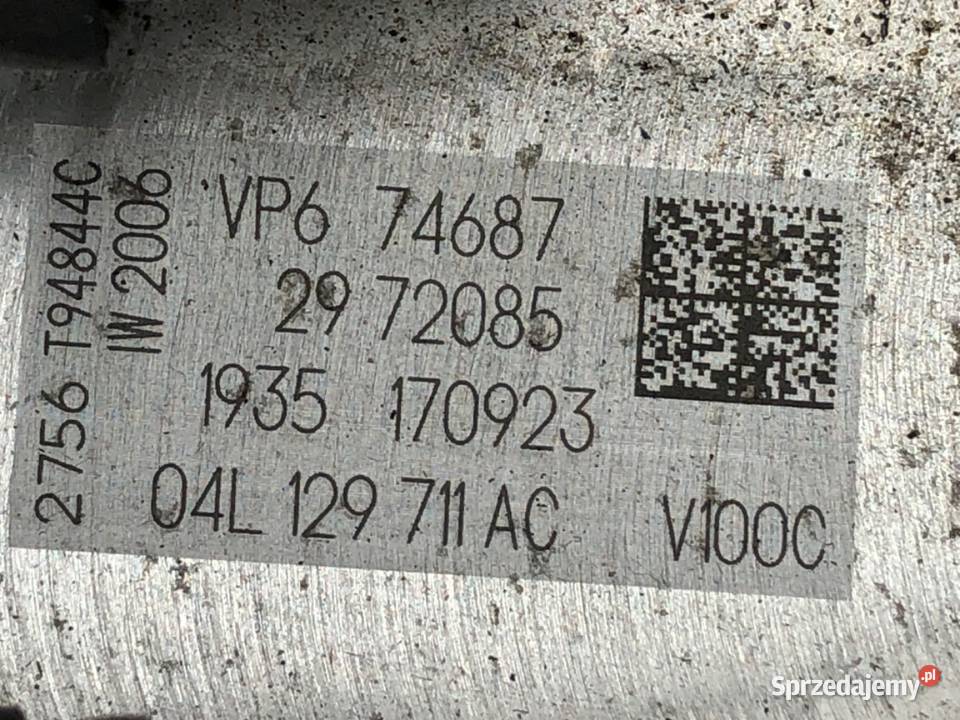 2756 T94844C
IW 2006
VP6 74687
29 72085
1935 170923
04L 129 711 AC V100C
Sprzedajemy.pl